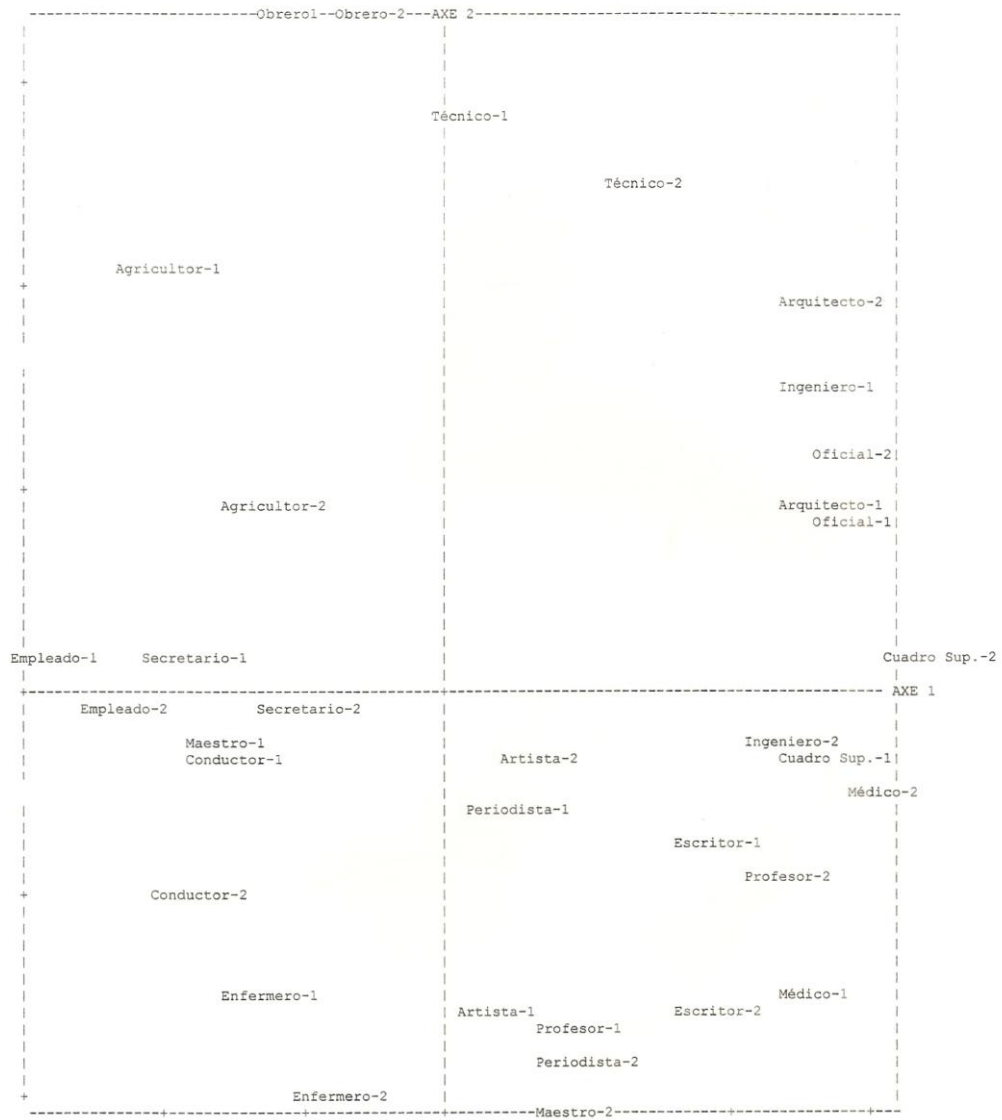 Obrero1--Obrero-2---AXE 2
Técnico-1
Técnico-2
Agricultor-1
Arquitecto-2
Ingeniero-1
Oficial-2
Agricultor-2 Arquitecto-1
Oficial-1
Empleado-1 Secretario-1 Cuadro Sup.-2
AXE 1
Empleado-2 Secretario-2
Maestro-1 Ingeniero-2
Conductor-1 Artista-2 Cuadro Sup.-1
Médico-2
Periodista-1
Escritor-1
Profesor-2
Conductor-2
Enfermero-1 Médico-1
Artista-1 Escritor-2
Profesor-1
Periodista-2
Enfermero-2
Maestro-2